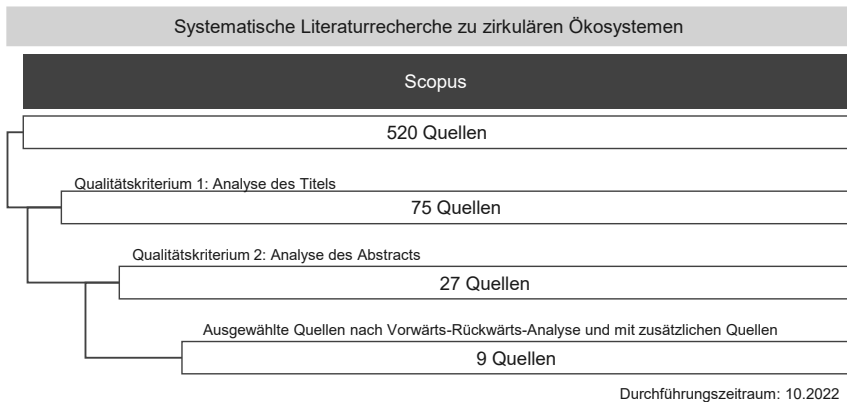 Systematische Literaturrecherche zu zirkulären Ökosystemen
Scopus
520 Quellen
Qualitätskriterium 1: Analyse des Titels
75 Quellen
Qualitätskriterium 2: Analyse des Abstracts
27 Quellen
Ausgewählte Quellen nach Vorwärts-Rückwärts-Analyse und mit zusätzlichen Quellen
9 Quellen
Durchführungszeitraum: 10.2022